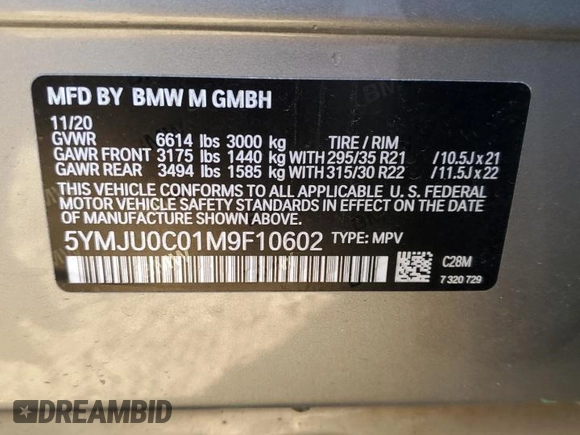 MFD BY BMW M GMBH
11/20
GVWR 6614 lbs 3000 kg TIRE / RIM
GAWR FRONT 3175 lbs 1440 kg WITH 295/35 R21 /10.5J x 21
GAWR REAR 3494 lbs 1585 kg WITH 315/30 R22 /11.5J x 22
THIS VEHICLE CONFORMS TO ALL APPLICABLE U. S. FEDERAL
MOTOR VEHICLE SAFETY STANDARDS IN EFFECT ON THE
DATE OF MANUFACTURE SHOWN ABOVE.
5YMJU0C01M9F10602 TYPE: MPV
C28M
7 320 729
DREAMBID